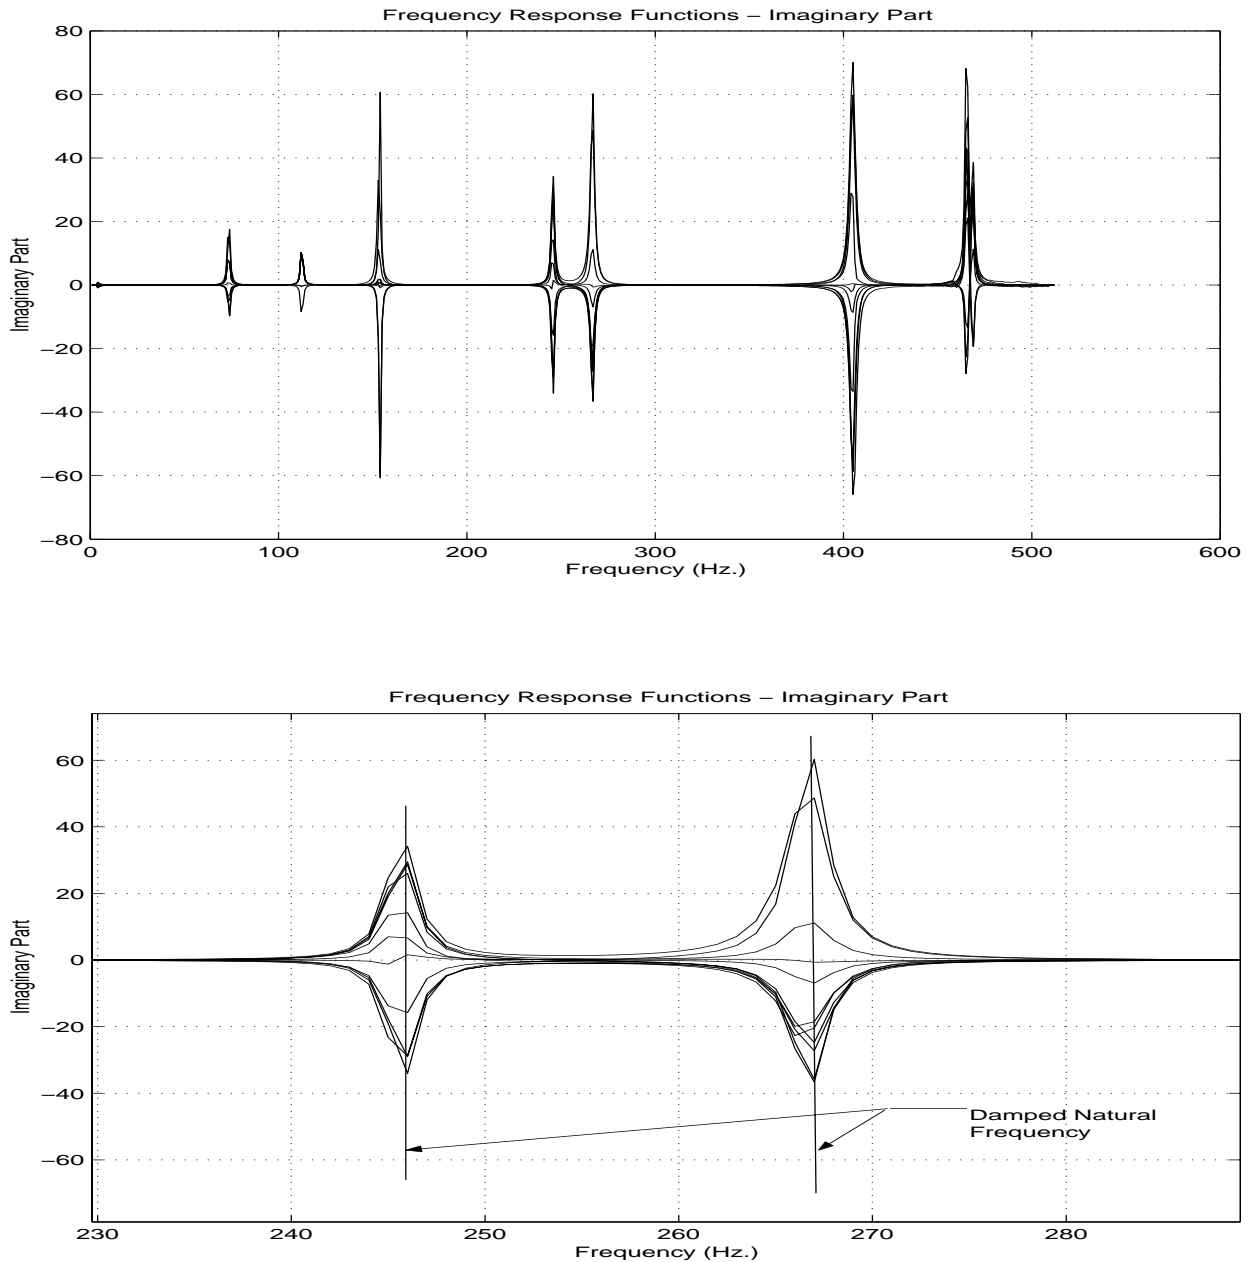 Frequency Response Functions – Imaginary Part
80
60
40
20
0
−20
−40
−60
−80
Imaginary Part
0 100 200 300 400 500 600
Frequency (Hz.)
Frequency Response Functions – Imaginary Part
60
40
20
0
−20
−40
−60
Imaginary Part
Damped Natural
Frequency
230 240 250 260 270 280
Frequency (Hz.)